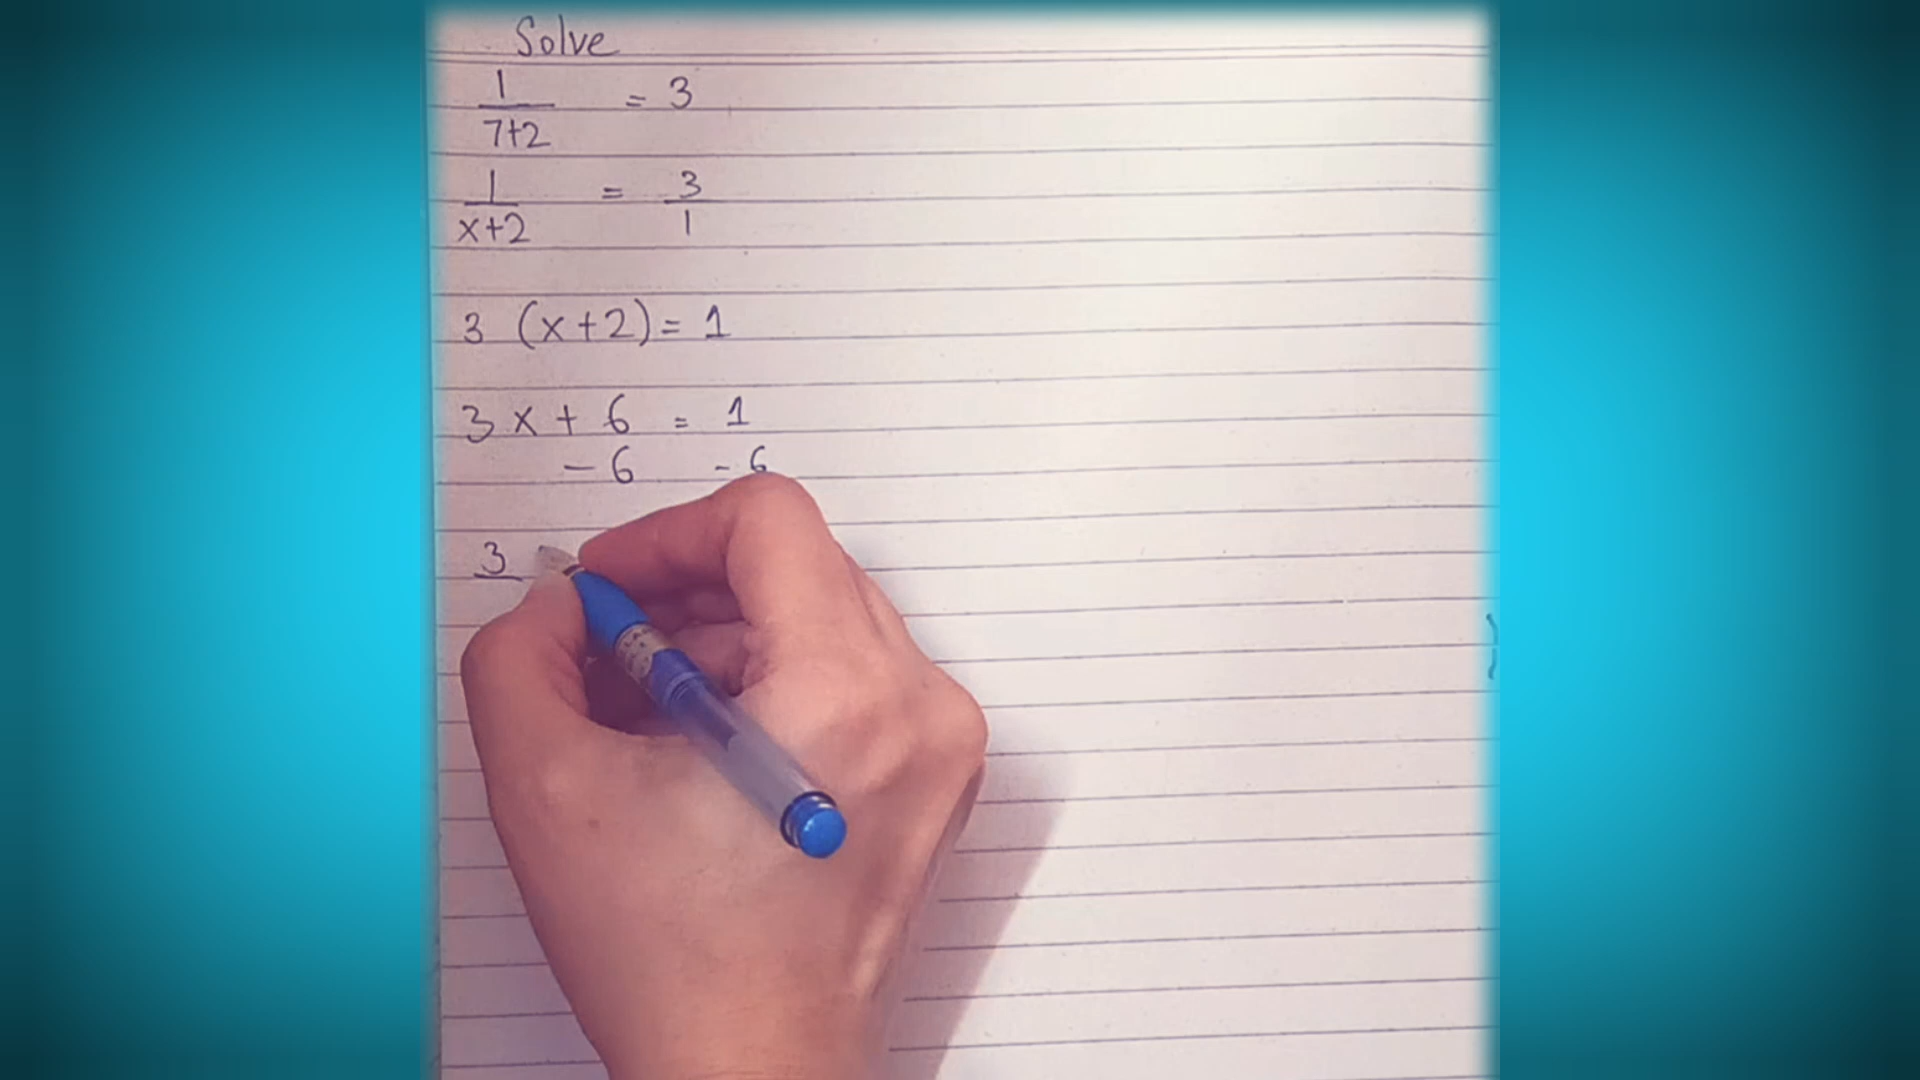 Solve
1
7+2
= 3
1
x+2
=
3
1
3 (x+2) = 1
3x + 6 = 1
- 6 - 6
3